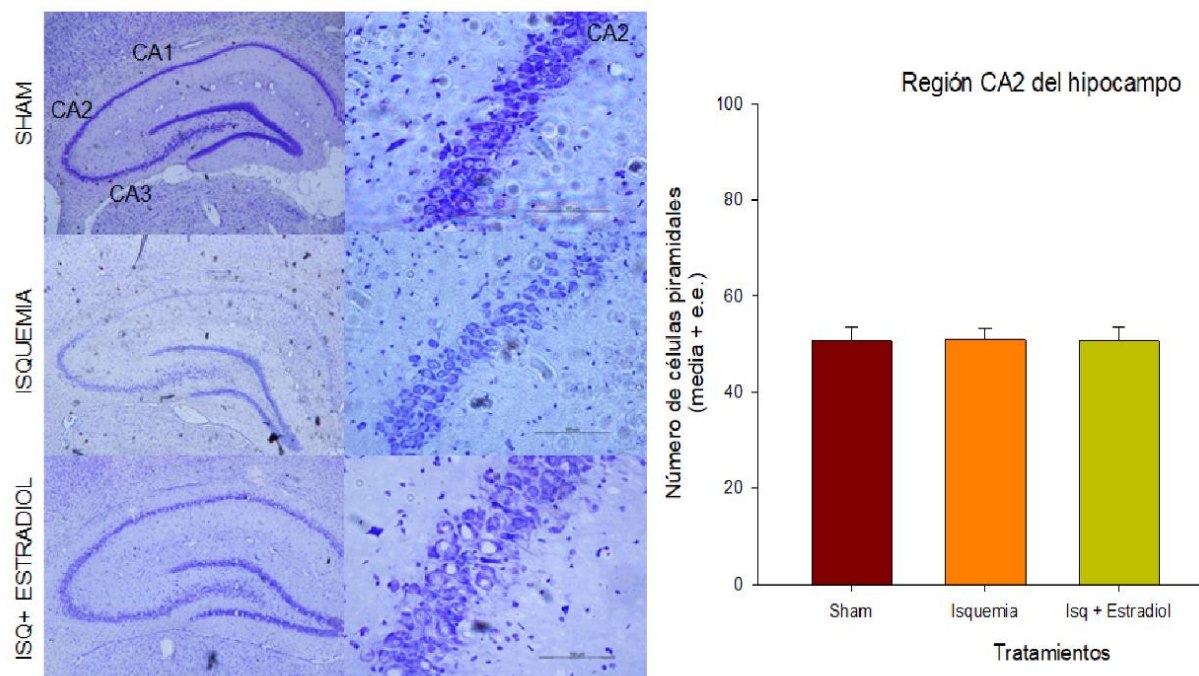 SHAM
CA1
CA2
CA3
CA2
ISQUEMIA
ISQ+ ESTRADIOL
Región CA2 del hipocampo
Número de células piramidales
(media + e.e.)
100
80
60
40
20
0
Sham Isquemia Isq + Estradiol
Tratamientos